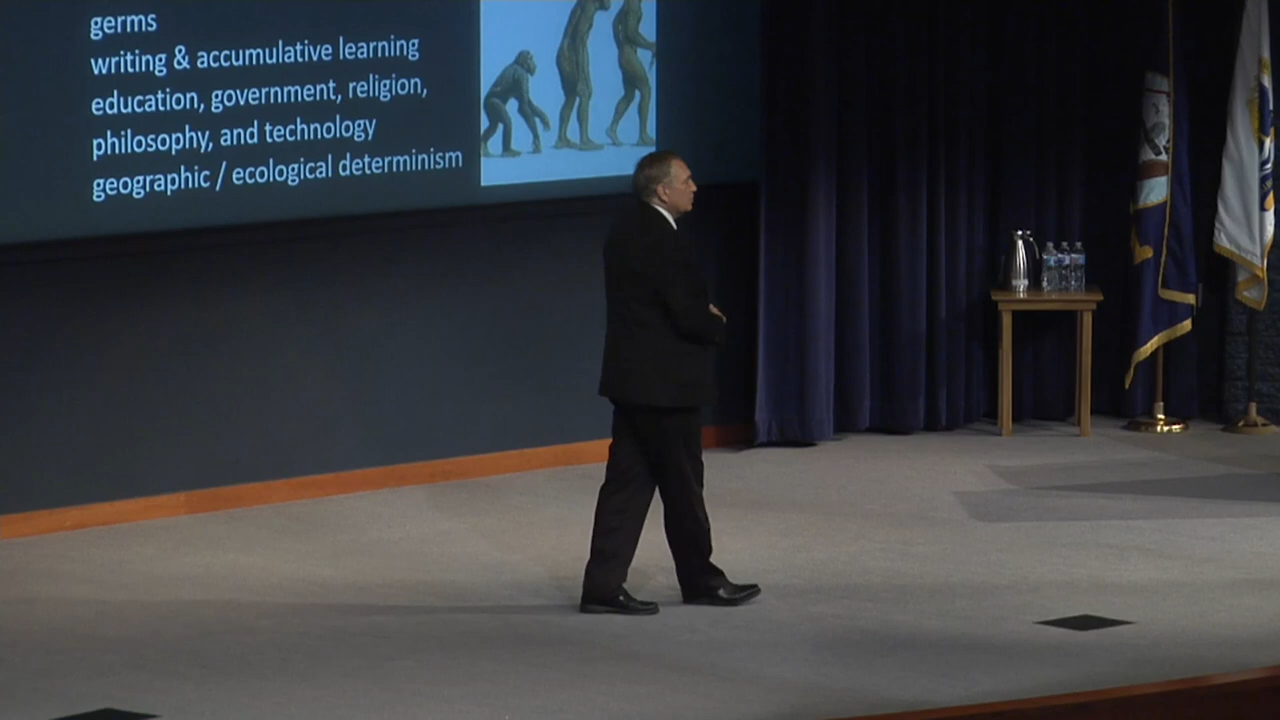 germs
writing & accumulative learning
education, government, religion,
philosophy, and technology
geographic / ecological determinism